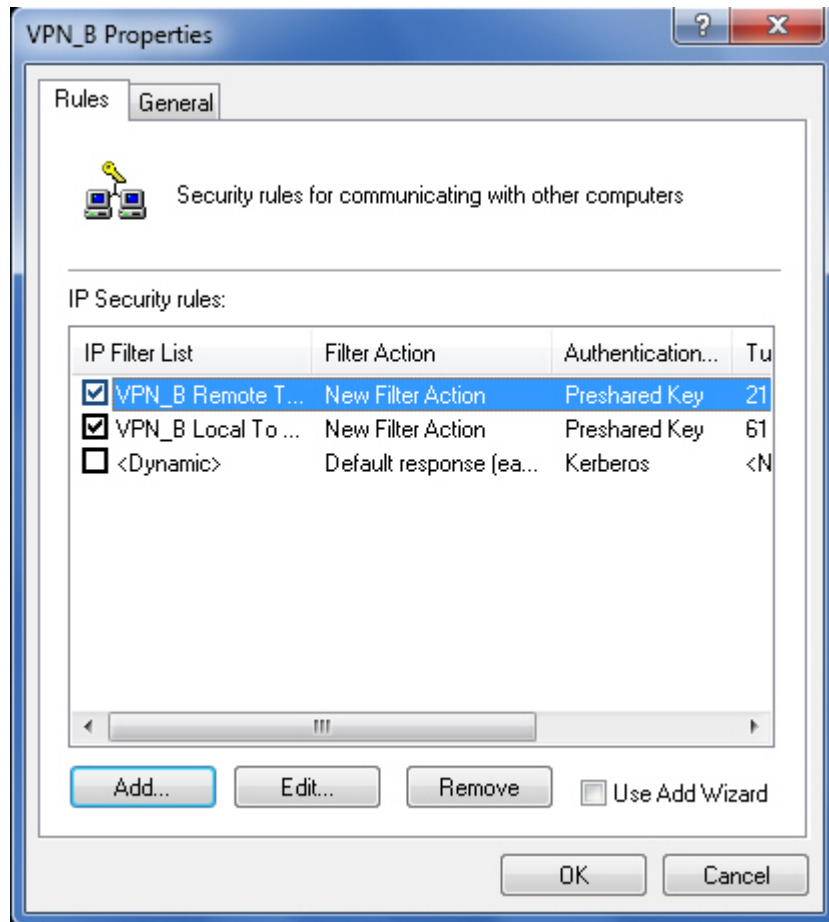 VPN_B Properties
Rules General
Security rules for communicating with other computers
IP Security rules:
IP Filter List Filter Action Authentication... Tu
VPN_B Remote T... New Filter Action Preshared Key 21
VPN_B Local To ... New Filter Action Preshared Key 61
<Dynamic> Default response (ea... Kerberos <N
Add... Edit... Remove Use Add Wizard
OK Cancel